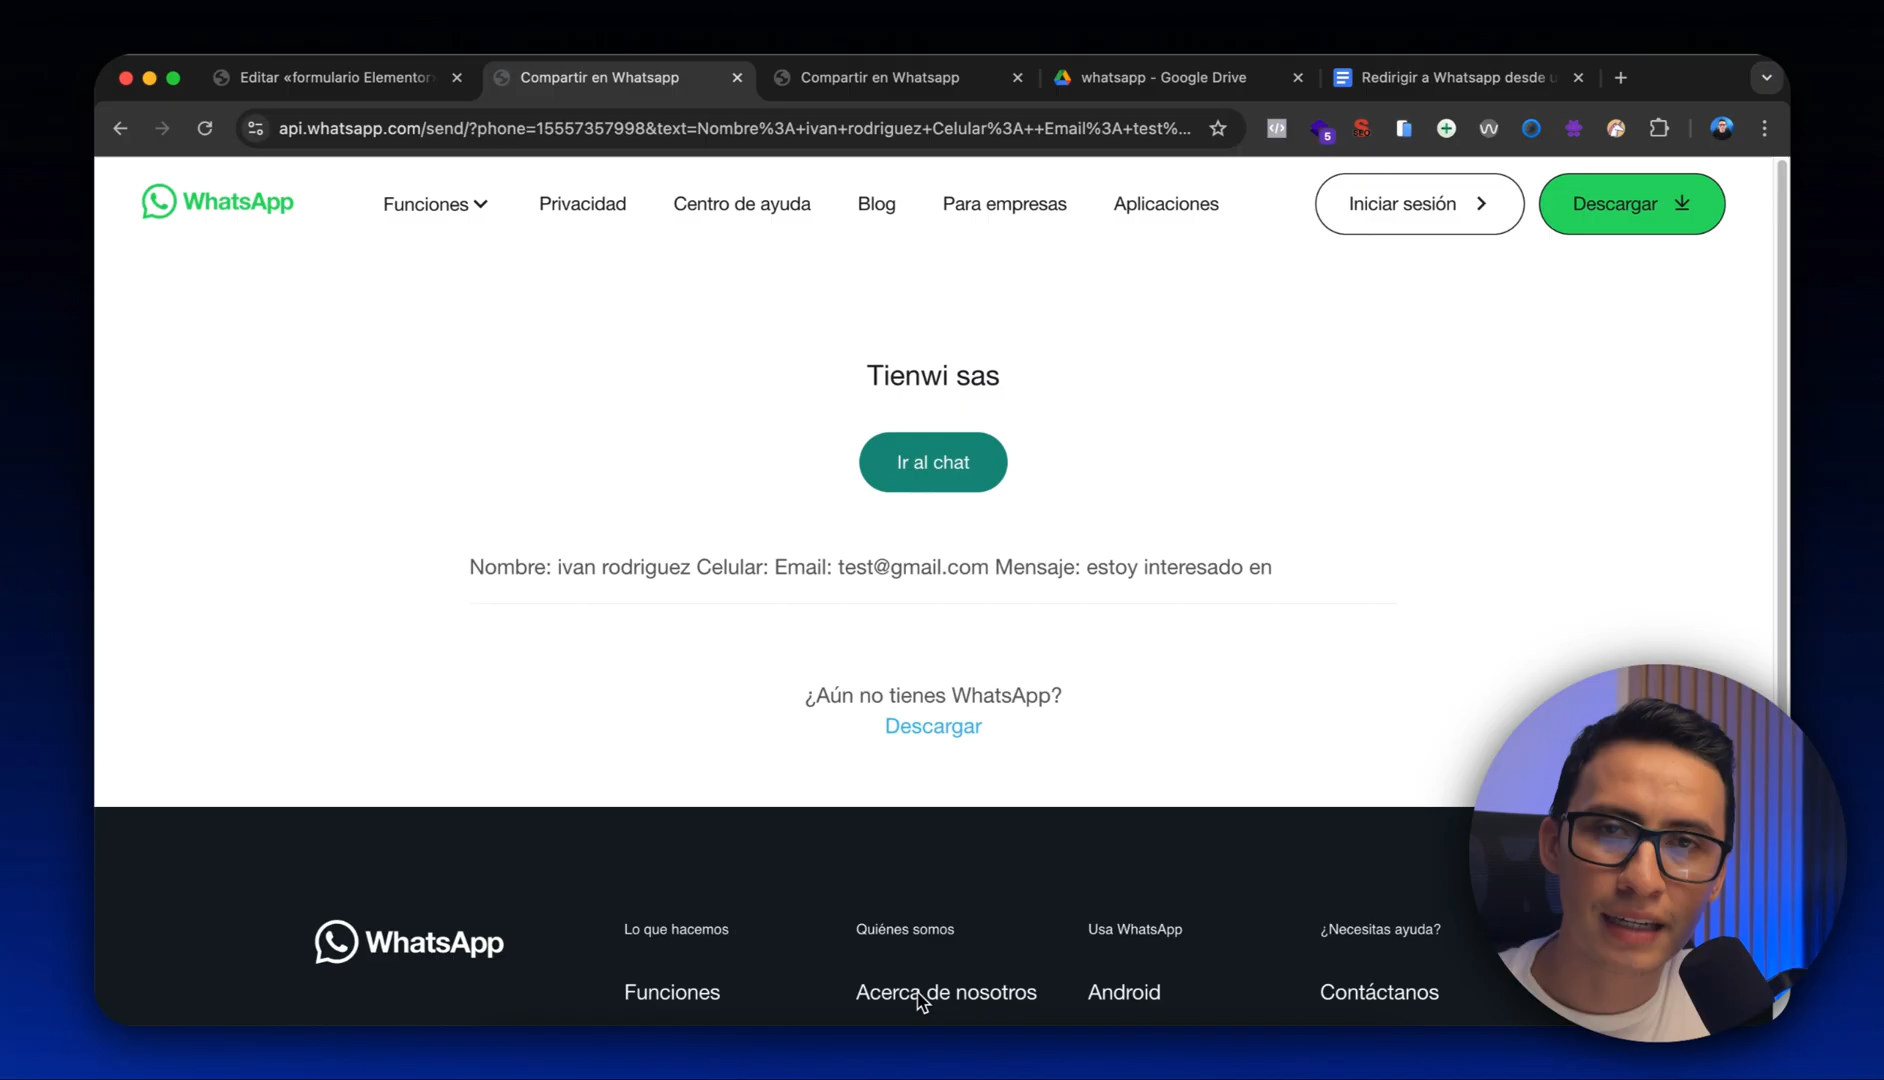 Editar «formulario Elementor»
Compartir en Whatsapp
Compartir en Whatsapp
whatsapp - Google Drive
Redirigir a Whatsapp desde u
api.whatsapp.com/send/?phone=15557357998&text=Nombre%3A+ivan+rodriguez+Celular%3A++Email%3A+test%...
5
SEO
WhatsApp
Funciones
Privacidad
Centro de ayuda
Blog
Para empresas
Aplicaciones
Iniciar sesión
Descargar
Tienwi sas
Ir al chat
Nombre: ivan rodriguez Celular: Email: test@gmail.com Mensaje: estoy interesado en
¿Aún no tienes WhatsApp?
Descargar
WhatsApp
Lo que hacemos
Quiénes somos
Usa WhatsApp
¿Necesitas ayuda?
Funciones
Acerca de nosotros
Android
Contáctanos